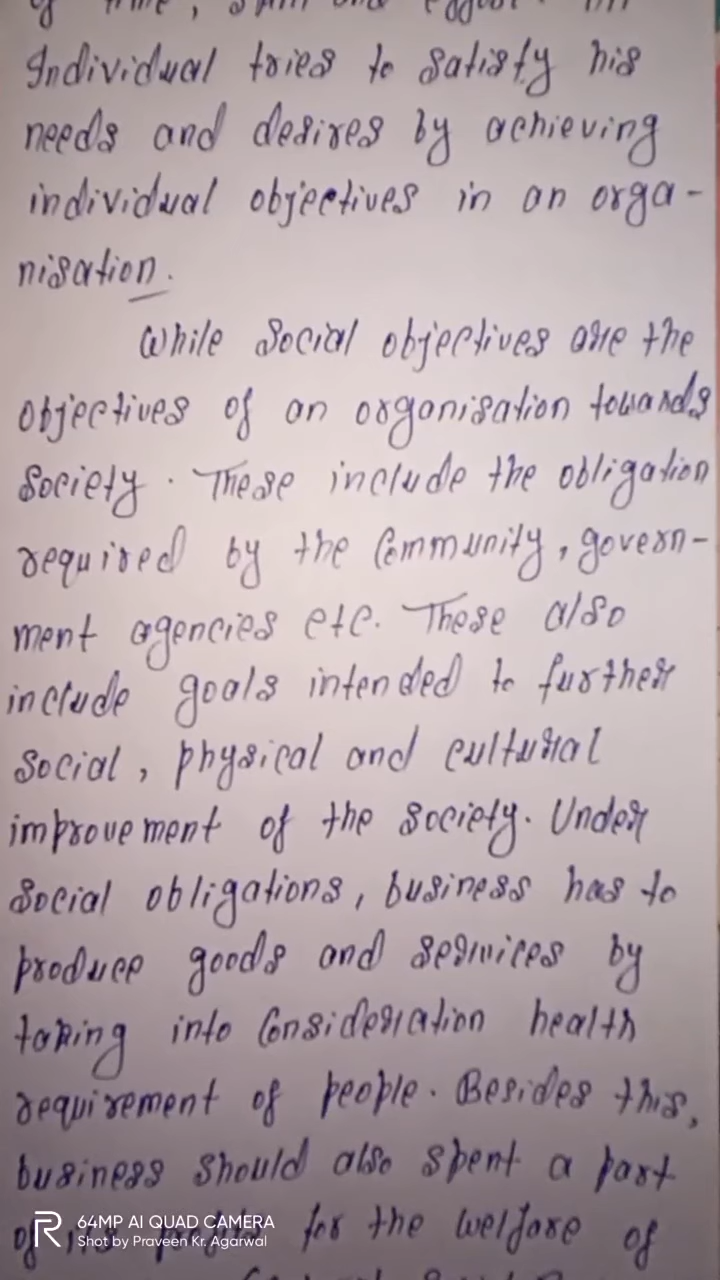 Individual tries to satisfy his
needs and desires by achieving
individual objectives in an orga-
nisation.
While social objectives are the
objectives of an organisation towards
society. These include the obligation
required by the Community, govern-
ment agencies etc. These also
include goals intended to further
social, physical and cultural
improvement of the society. Under
social obligations, business has to
produce goods and services by
taking into Consideration health
requirement of people. Besides this,
business should also spent a part
of for the welfare of
64MP AI QUAD CAMERA
Shot by Praveen Kr. Agarwal